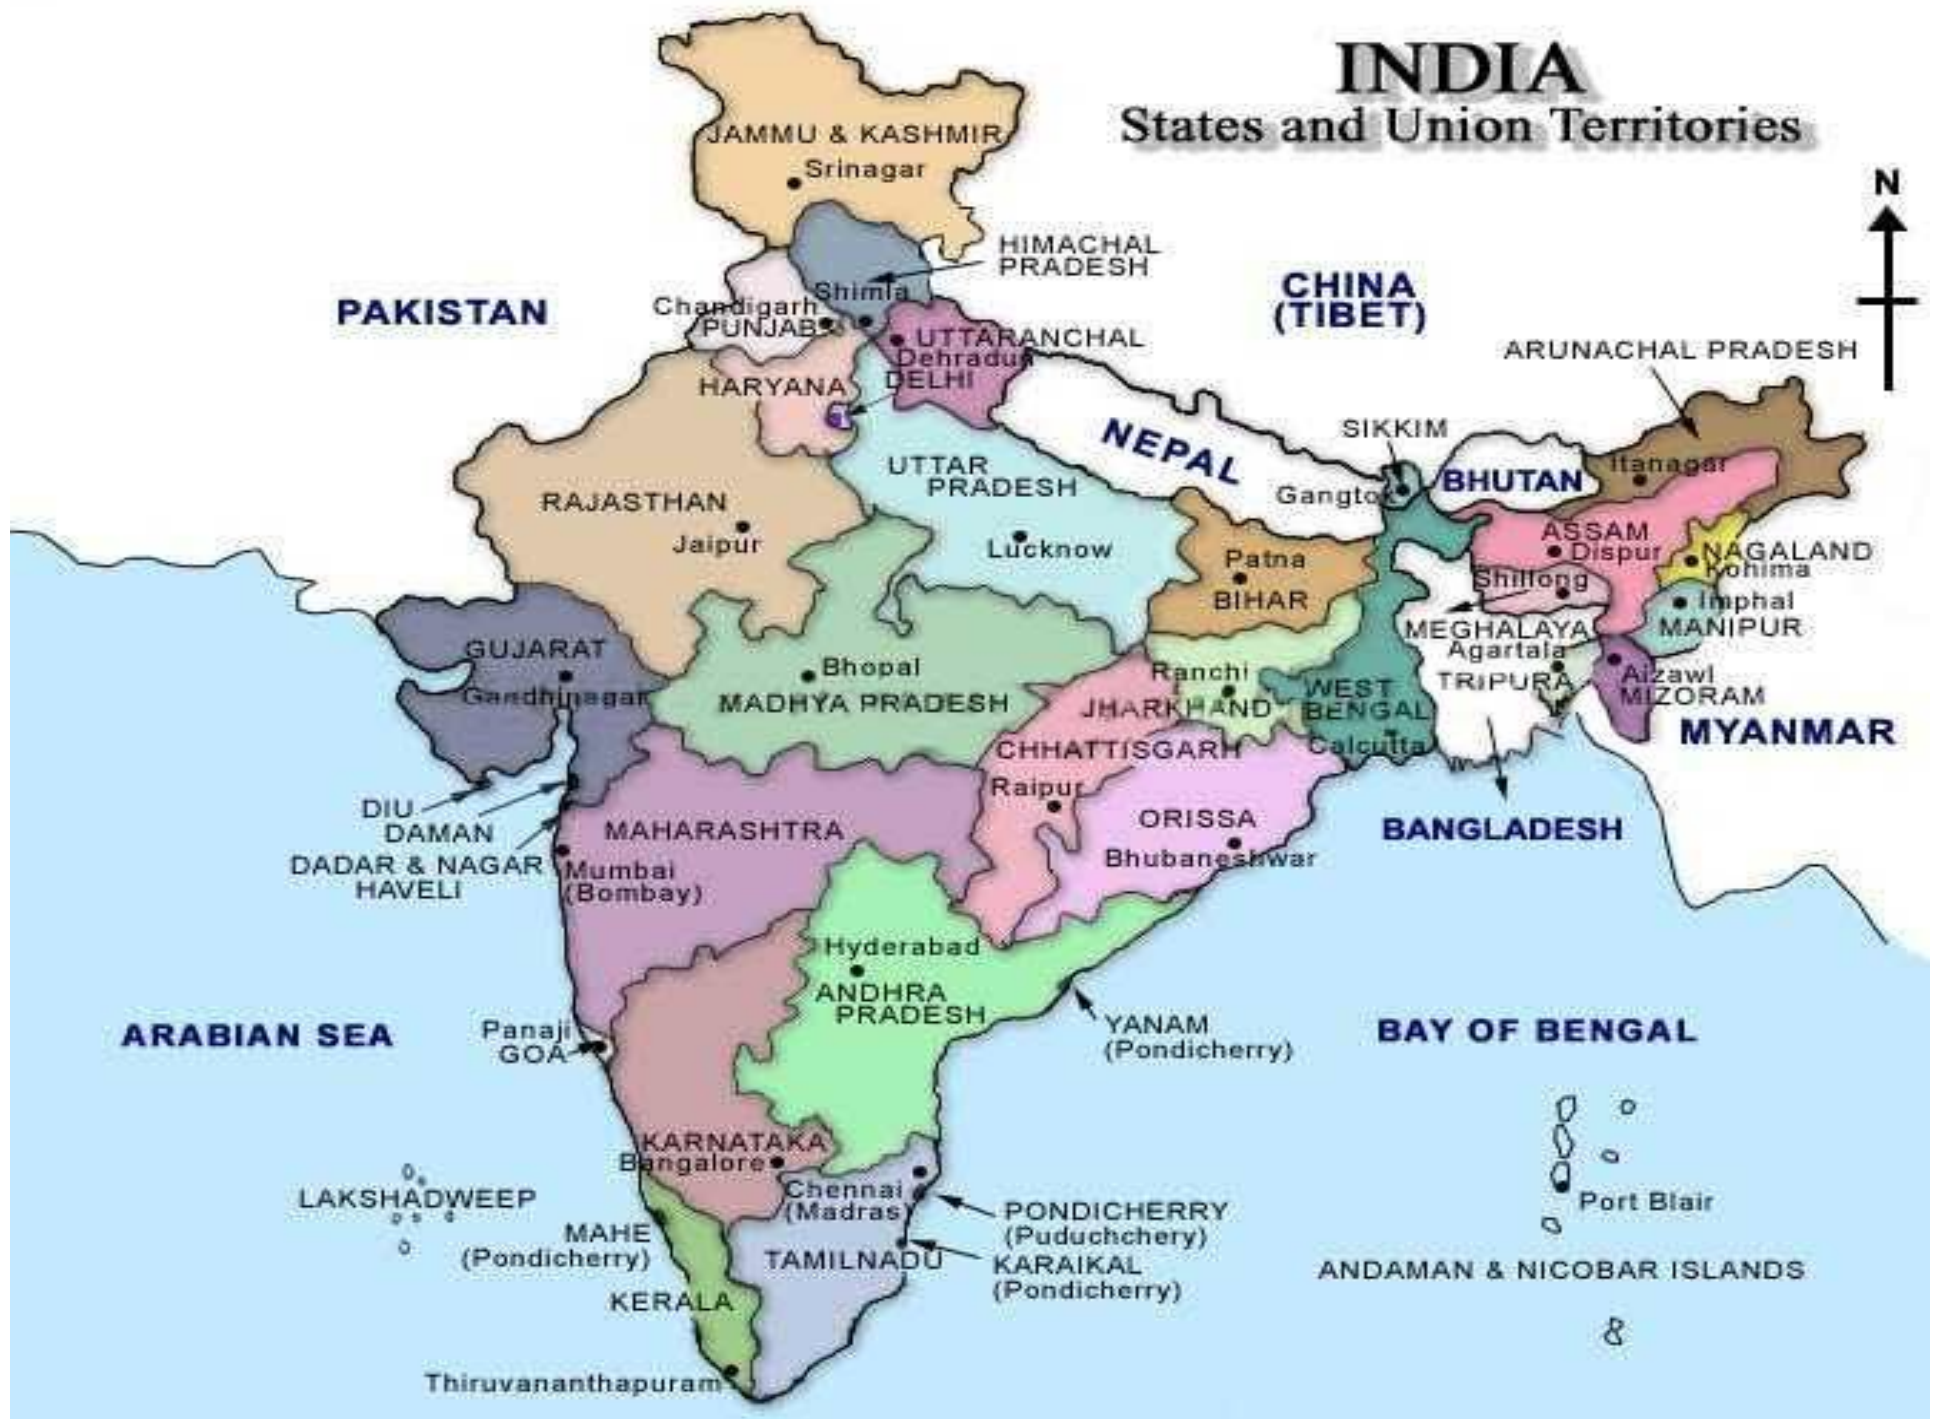 INDIA
States and Union Territories
N
JAMMU & KASHMIR
Srinagar
HIMACHAL
PRADESH
CHINA
(TIBET)
PAKISTAN
Shimla
Chandigarh
PUNJAB
UTTARANCHAL
Dehradun
DELHI
HARYANA
ARUNACHAL PRADESH
SIKKIM
NEPAL
BHUTAN
Itanagar
Gangtok
UTTAR
PRADESH
RAJASTHAN
Jaipur
Lucknow
ASSAM
Dispur
NAGALAND
Kohima
Patna
BIHAR
Shillong
Imphal
MANIPUR
MEGHALAYA
Agartala
TRIPURA
Aizawl
MIZORAM
MYANMAR
GUJARAT
Gandhinagar
Bhopal
MADHYA PRADESH
Ranchi
JHARKHAND
WEST
BENGAL
Calcutta
CHHATTISGARH
Raipur
DIU
DAMAN
DADAR & NAGAR
HAVELI
MAHARASHTRA
Mumbai
(Bombay)
ORISSA
Bhubaneshwar
BANGLADESH
Hyderabad
ANDHRA
PRADESH
YANAM
(Pondicherry)
ARABIAN SEA
Panaji
GOA
BAY OF BENGAL
KARNATAKA
Bangalore
LAKSHADWEEP
Chennai
(Madras)
PONDICHERRY
(Puduchchery)
Port Blair
MAHE
(Pondicherry)
TAMILNADU
KARAIKAL
(Pondicherry)
ANDAMAN & NICOBAR ISLANDS
KERALA
Thiruvananthapuram